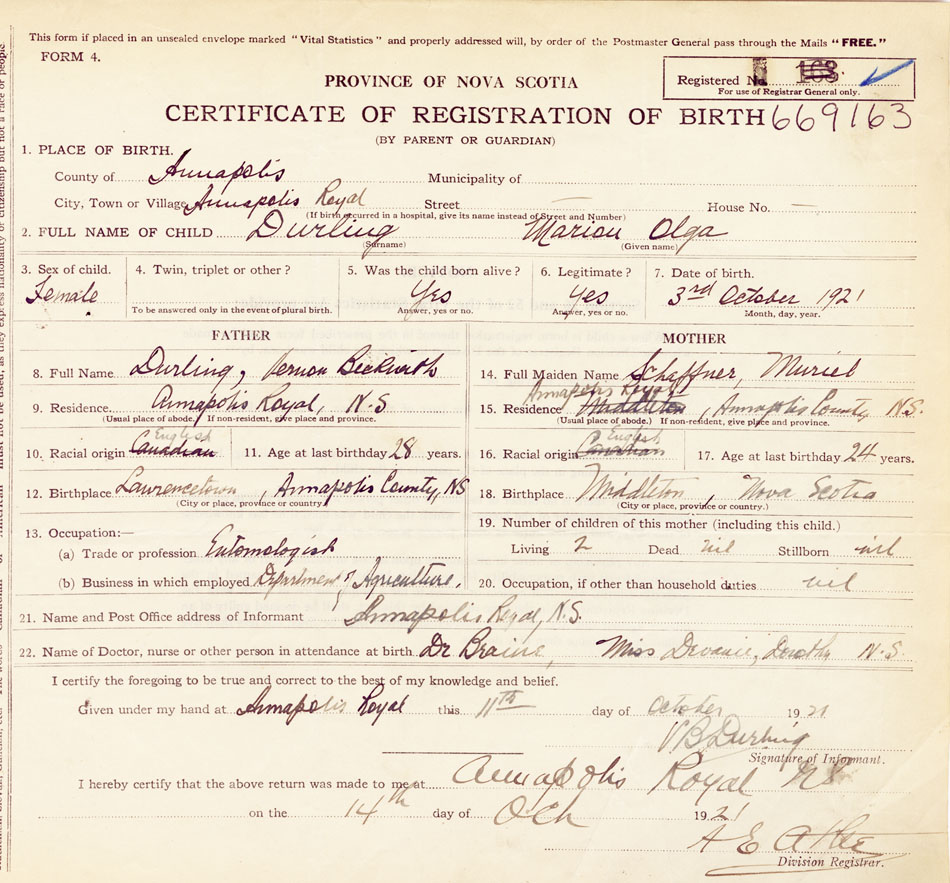 This form if placed in an unsealed envelope marked "Vital Statistics" and properly addressed will, by order of the Postmaster General pass through the Mails "FREE."
FORM 4.
Registered No. 163
For use of Registrar General only.
PROVINCE OF NOVA SCOTIA
CERTIFICATE OF REGISTRATION OF BIRTH 669163
(BY PARENT OR GUARDIAN)
1. PLACE OF BIRTH.
County of Annapolis Municipality of
City, Town or Village Annapolis Royal Street — House No. —
(If birth occurred in a hospital, give its name instead of Street and Number)
2. FULL NAME OF CHILD Durling Marion Olga
(Surname) (Given name)
3. Sex of child. 4. Twin, triplet or other? 5. Was the child born alive? 6. Legitimate? 7. Date of birth.
Female Yes Yes 3rd October 1921
To be answered only in the event of plural birth. Answer, yes or no. Answer, yes or no. Month, day, year.
FATHER
8. Full Name Durling, Vernon Beckwith
9. Residence Annapolis Royal, N.S
(Usual place of abode.) If non-resident, give place and province.
English
10. Racial origin Canadian 11. Age at last birthday 28 years.
12. Birthplace Lawrencetown, Annapolis County, NS
(City or place, province or country)
13. Occupation:—
(a) Trade or profession Entomologist
(b) Business in which employed Department of Agriculture.
MOTHER
14. Full Maiden Name Schaffner, Muriel
Annapolis Royal
15. Residence Middleton, Annapolis County N.S.
(Usual place of abode.) If non-resident, give place and province.
English
16. Racial origin Canadian 17. Age at last birthday 24 years.
18. Birthplace Middleton, Nova Scotia
(City or place, province or country.)
19. Number of children of this mother (including this child.)
Living 2 Dead nil Stillborn nil
20. Occupation, if other than household duties nil
21. Name and Post Office address of Informant Annapolis Royal, N.S.
22. Name of Doctor, nurse or other person in attendance at birth Dr Braine, Miss Dorothy N.S.
I certify the foregoing to be true and correct to the best of my knowledge and belief.
Given under my hand at Annapolis Royal this 11th day of October 1921
V B Durling
Signature of Informant.
I hereby certify that the above return was made to me at Annapolis Royal NS
on the 14th day of Oct 1921
A E
Division Registrar.